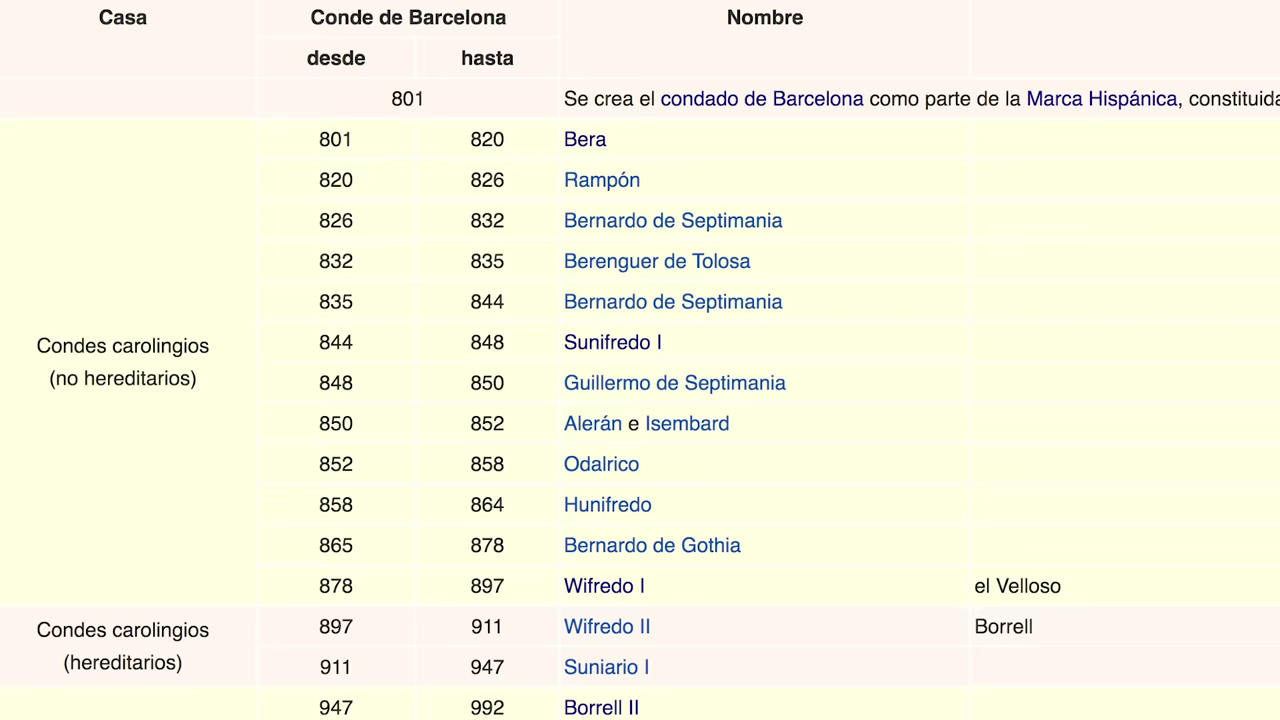 Casa Conde de Barcelona Nombre
desde hasta
801 Se crea el condado de Barcelona como parte de la Marca Hispánica, constituida
801 820 Bera
820 826 Rampón
826 832 Bernardo de Septimania
832 835 Berenguer de Tolosa
835 844 Bernardo de Septimania
Condes carolingios
(no hereditarios)
844 848 Sunifredo I
848 850 Guillermo de Septimania
850 852 Alerán e Isembard
852 858 Odalrico
858 864 Hunifredo
865 878 Bernardo de Gothia
878 897 Wifredo I el Velloso
Condes carolingios
(hereditarios)
897 911 Wifredo II Borrell
911 947 Suniario I
947 992 Borrell II